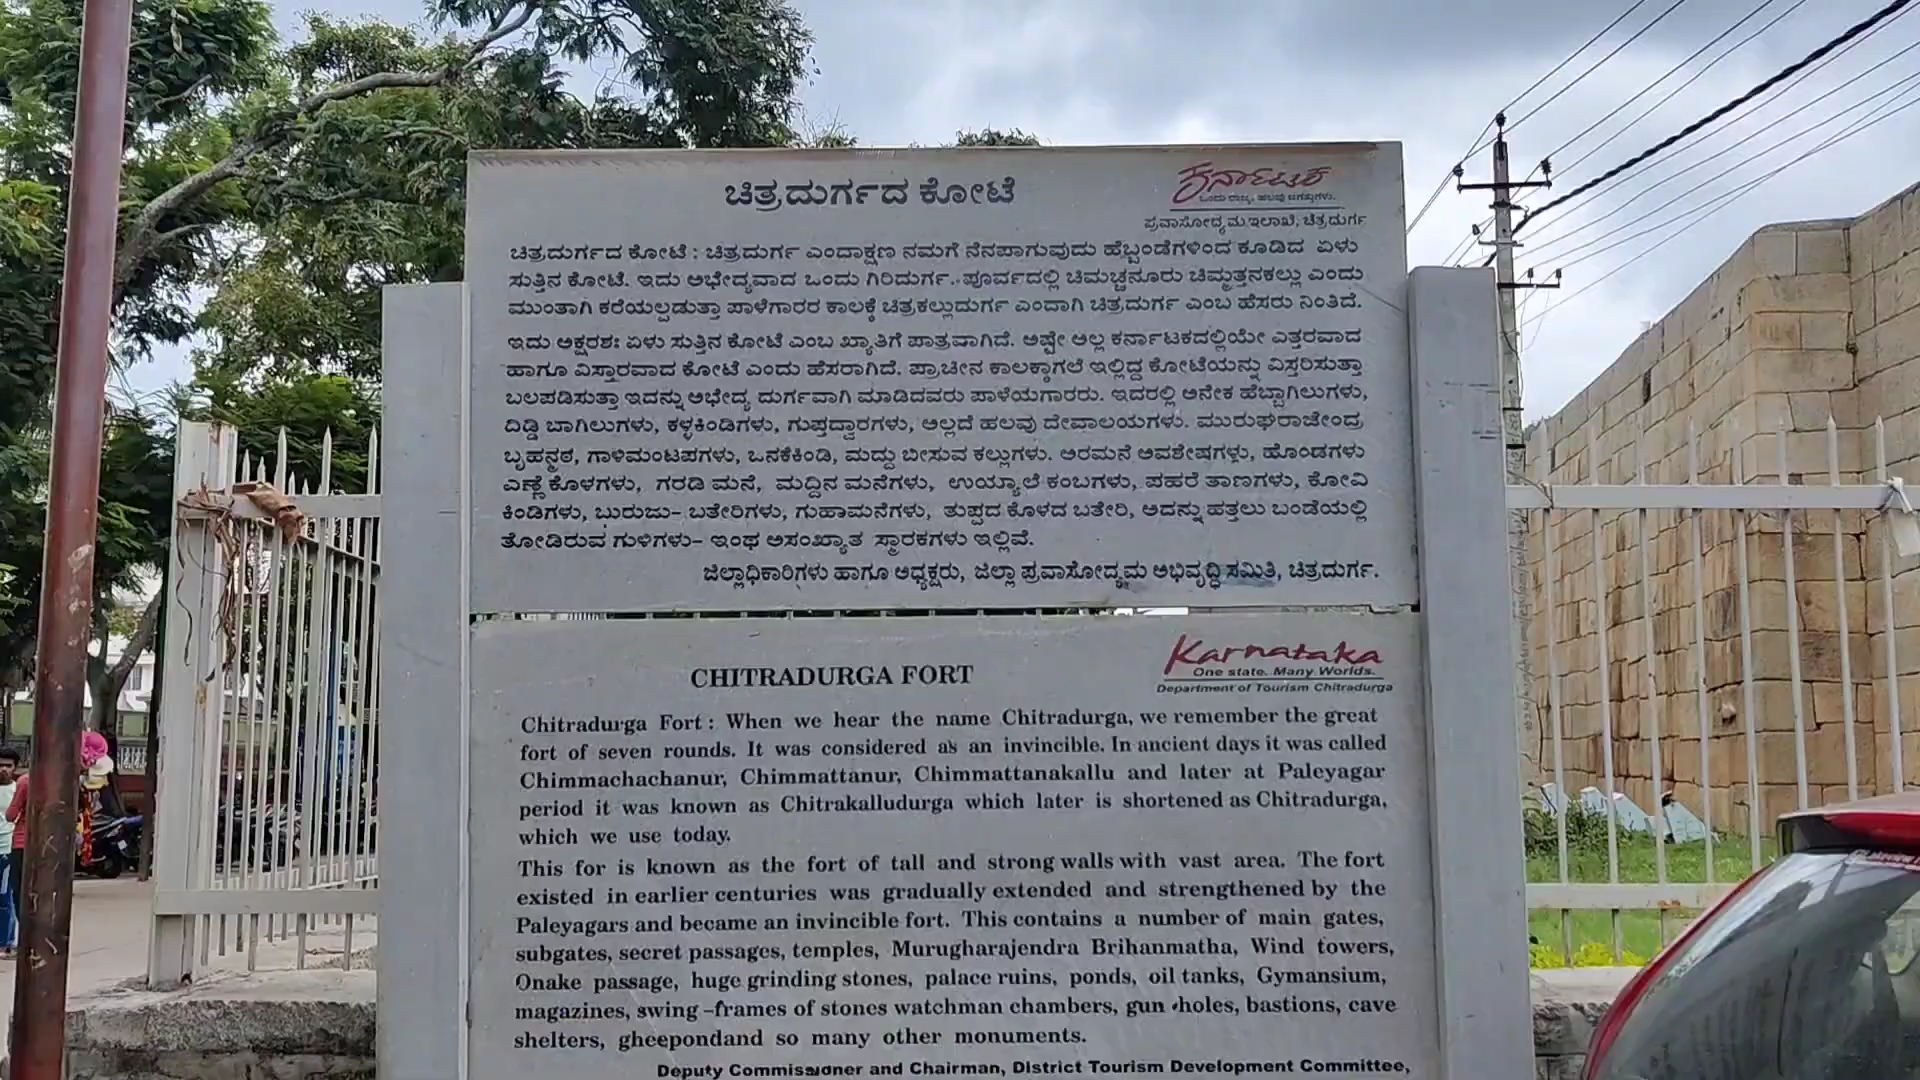 ಚಿತ್ರದುರ್ಗದ ಕೋಟೆ
ಕರ್ನಾಟಕ
ಒಂದು ರಾಜ್ಯ, ಹಲವು ಜಗತ್ತುಗಳು.
ಪ್ರವಾಸೋದ್ಯಮ ಇಲಾಖೆ, ಚಿತ್ರದುರ್ಗ
ಚಿತ್ರದುರ್ಗದ ಕೋಟೆ : ಚಿತ್ರದುರ್ಗ ಎಂದಾಕ್ಷಣ ನಮಗೆ ನೆನಪಾಗುವುದು ಹೆಬ್ಬಂಡೆಗಳಿಂದ ಕೂಡಿದ ಏಳು
ಸುತ್ತಿನ ಕೋಟೆ. ಇದು ಅಭೇದ್ಯವಾದ ಒಂದು ಗಿರಿದುರ್ಗ. ಪೂರ್ವದಲ್ಲಿ ಚಿಮಚ್ಚನೂರು ಚಿಮ್ಮತ್ತನಕಲ್ಲು ಎಂದು
ಮುಂತಾಗಿ ಕರೆಯಲ್ಪಡುತ್ತಾ ಪಾಳೆಗಾರರ ಕಾಲಕ್ಕೆ ಚಿತ್ರಕಲ್ಲುದುರ್ಗ ಎಂದಾಗಿ ಚಿತ್ರದುರ್ಗ ಎಂಬ ಹೆಸರು ನಿಂತಿದೆ.
ಇದು ಅಕ್ಷರಶಃ ಏಳು ಸುತ್ತಿನ ಕೋಟೆ ಎಂಬ ಖ್ಯಾತಿಗೆ ಪಾತ್ರವಾಗಿದೆ. ಅಷ್ಟೇ ಅಲ್ಲ ಕರ್ನಾಟಕದಲ್ಲಿಯೇ ಎತ್ತರವಾದ
ಹಾಗೂ ವಿಸ್ತಾರವಾದ ಕೋಟೆ ಎಂದು ಹೆಸರಾಗಿದೆ. ಪ್ರಾಚೀನ ಕಾಲಕ್ಕಾಗಲೆ ಇಲ್ಲಿದ್ದ ಕೋಟೆಯನ್ನು ವಿಸ್ತರಿಸುತ್ತಾ
ಬಲಪಡಿಸುತ್ತಾ ಇದನ್ನು ಅಭೇದ್ಯ ದುರ್ಗವಾಗಿ ಮಾಡಿದವರು ಪಾಳೆಯಗಾರರು. ಇದರಲ್ಲಿ ಅನೇಕ ಹೆಬ್ಬಾಗಿಲುಗಳು,
ದಿಡ್ಡಿ ಬಾಗಿಲುಗಳು, ಕಳ್ಳಕಿಂಡಿಗಳು, ಗುಪ್ತದ್ವಾರಗಳು, ಅಲ್ಲದೆ ಹಲವು ದೇವಾಲಯಗಳು. ಮುರುಘರಾಜೇಂದ್ರ
ಬೃಹನ್ಮಠ, ಗಾಳಿಮಂಟಪಗಳು, ಒನಕೆಕಿಂಡಿ, ಮದ್ದು ಬೀಸುವ ಕಲ್ಲುಗಳು. ಅರಮನೆ ಅವಶೇಷಗಳು, ಹೊಂಡಗಳು
ಎಣ್ಣೆ ಕೊಳಗಳು, ಗರಡಿ ಮನೆ, ಮದ್ದಿನ ಮನೆಗಳು, ಉಯ್ಯಾಲೆ ಕಂಬಗಳು, ಪಹರೆ ತಾಣಗಳು, ಕೋವಿ
ಕಿಂಡಿಗಳು, ಬುರುಜು- ಬತೇರಿಗಳು, ಗುಹಾಮನೆಗಳು, ತುಪ್ಪದ ಕೊಳದ ಬತೇರಿ, ಅದನ್ನು ಹತ್ತಲು ಬಂಡೆಯಲ್ಲಿ
ತೋಡಿರುವ ಗುಳಿಗಳು- ಇಂಥ ಅಸಂಖ್ಯಾತ ಸ್ಮಾರಕಗಳು ಇಲ್ಲಿವೆ.
ಜಿಲ್ಲಾಧಿಕಾರಿಗಳು ಹಾಗೂ ಅಧ್ಯಕ್ಷರು, ಜಿಲ್ಲಾ ಪ್ರವಾಸೋದ್ಯಮ ಅಭಿವೃದ್ಧಿ ಸಮಿತಿ, ಚಿತ್ರದುರ್ಗ.
CHITRADURGA FORT
Karnataka
One state. Many Worlds.
Department of Tourism Chitradurga
Chitradurga Fort : When we hear the name Chitradurga, we remember the great
fort of seven rounds. It was considered as an invincible. In ancient days it was called
Chimmachachanur, Chimmattanur, Chimmattanakallu and later at Paleyagar
period it was known as Chitrakalludurga which later is shortened as Chitradurga,
which we use today.
This for is known as the fort of tall and strong walls with vast area. The fort
existed in earlier centuries was gradually extended and strengthened by the
Paleyagars and became an invincible fort. This contains a number of main gates,
subgates, secret passages, temples, Murugharajendra Brihanmatha, Wind towers,
Onake passage, huge grinding stones, palace ruins, ponds, oil tanks, Gymansium,
magazines, swing -frames of stones watchman chambers, gun holes, bastions, cave
shelters, gheepondand so many other monuments.
Deputy Commissioner and Chairman, District Tourism Development Committee,